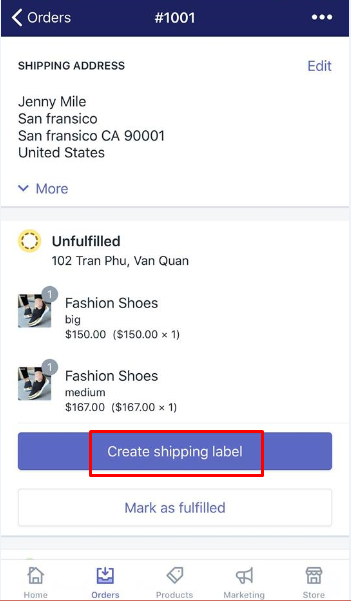 Orders
#1001
SHIPPING ADDRESS
Edit
Jenny Mile
San fransico
San fransico CA 90001
United States
More
Unfulfilled
102 Tran Phu, Van Quan
1
Fashion Shoes
big
$150.00 ($150.00 × 1)
1
Fashion Shoes
medium
$167.00 ($167.00 × 1)
Create shipping label
Mark as fulfilled
Home
Orders
Products
Marketing
Store